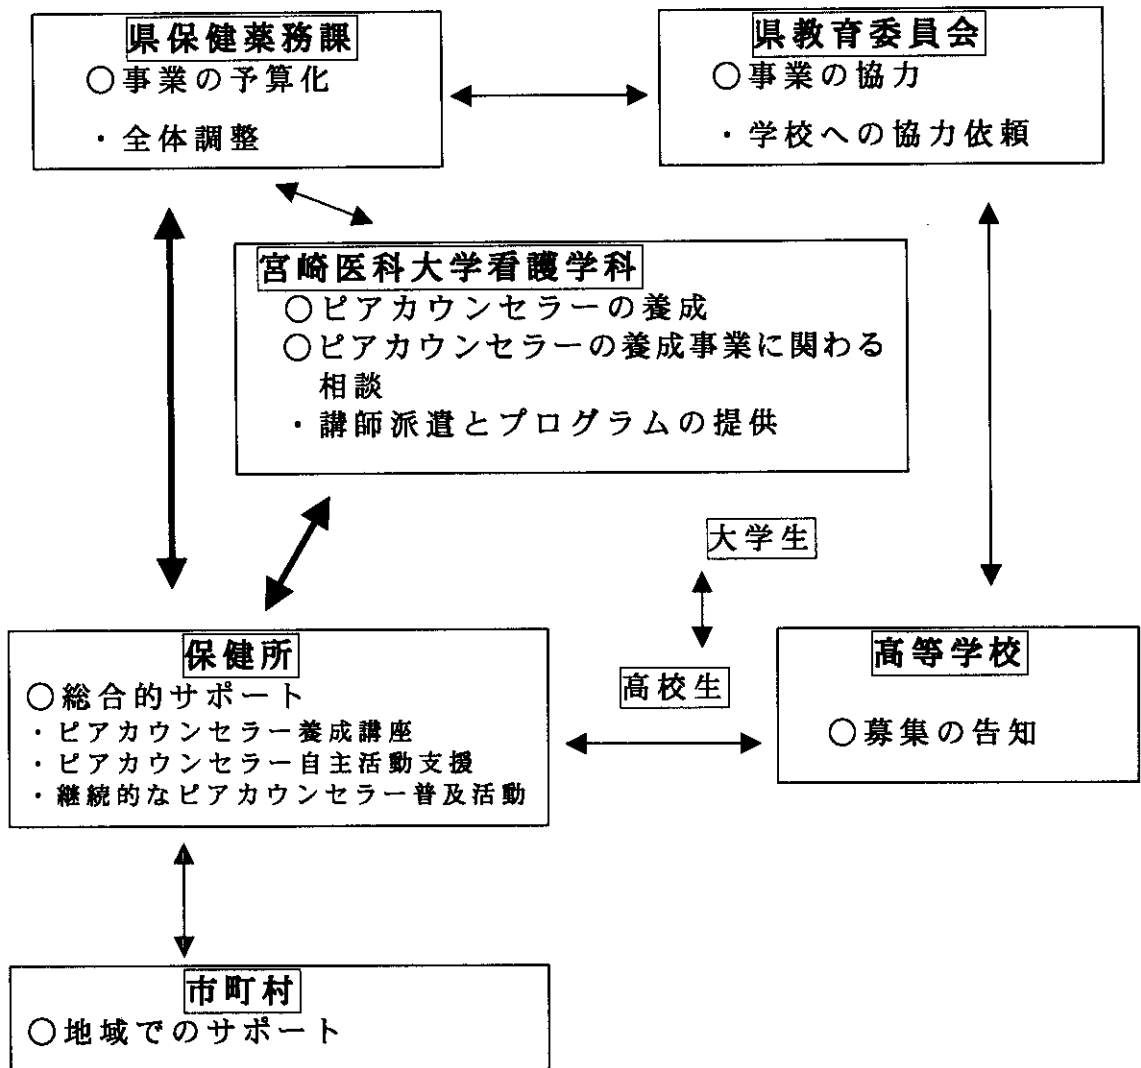 県保健薬務課
○事業の予算化
・全体調整
県教育委員会
○事業の協力
・学校への協力依頼
宮崎医科大学看護学科
○ピアカウンセラーの養成
○ピアカウンセラーの養成事業に関わる
相談
・講師派遣とプログラムの提供
大学生
高校生
保健所
○総合的サポート
・ピアカウンセラー養成講座
・ピアカウンセラー自主活動支援
・継続的なピアカウンセラー普及活動
高等学校
○募集の告知
市町村
○地域でのサポート